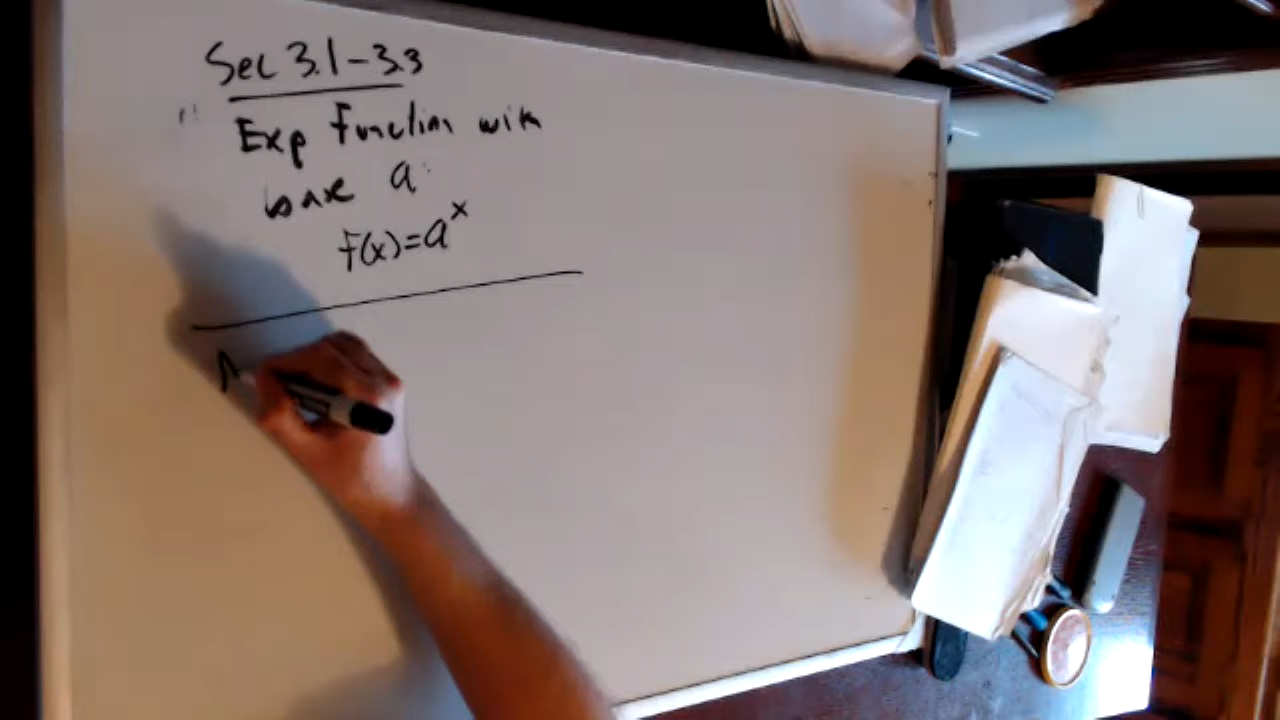 Sec 3.1-3.3
Exp function with
base a
f(x)=a^x